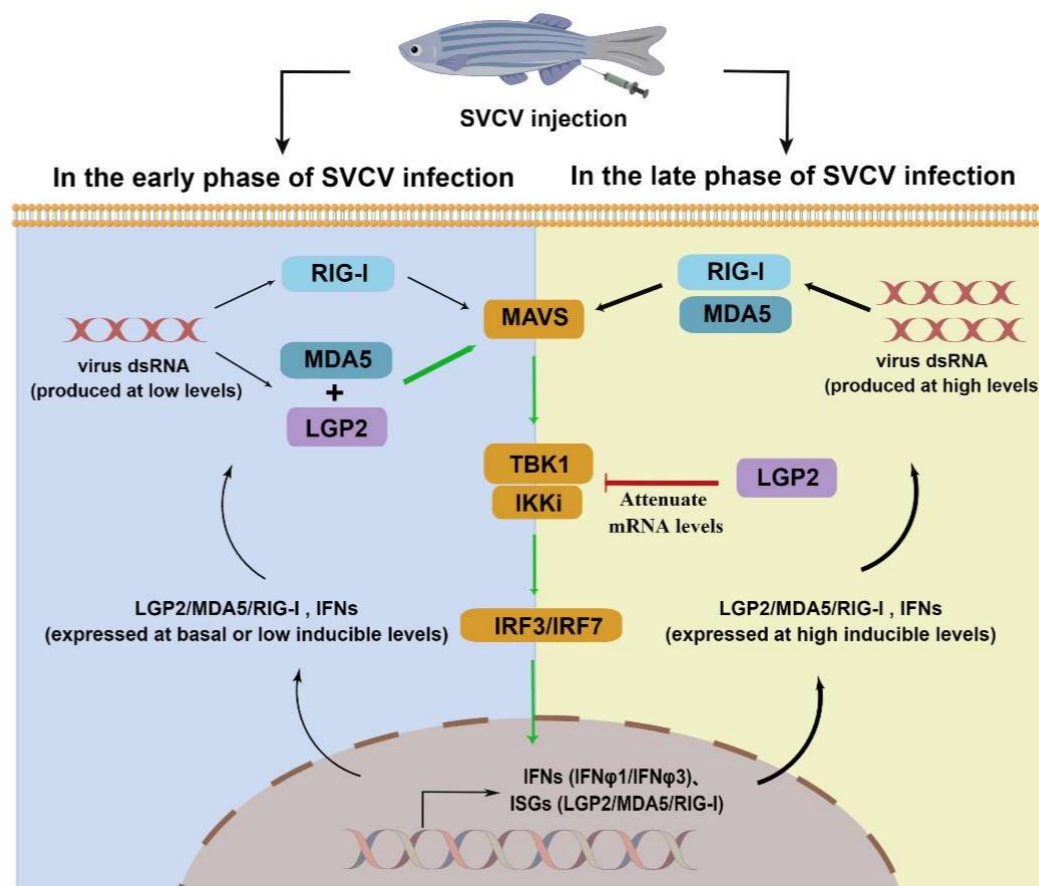 SVCV injection
In the early phase of SVCV infection
In the late phase of SVCV infection
RIG-I
MDA5
+
LGP2
virus dsRNA
(produced at low levels)
MAVS
RIG-I
MDA5
virus dsRNA
(produced at high levels)
TBK1
IKKi
Attenuate
mRNA levels
LGP2
LGP2/MDA5/RIG-I , IFNs
(expressed at basal or low inducible levels)
IRF3/IRF7
LGP2/MDA5/RIG-I , IFNs
(expressed at high inducible levels)
IFNs (IFNφ1/IFNφ3)、
ISGs (LGP2/MDA5/RIG-I)